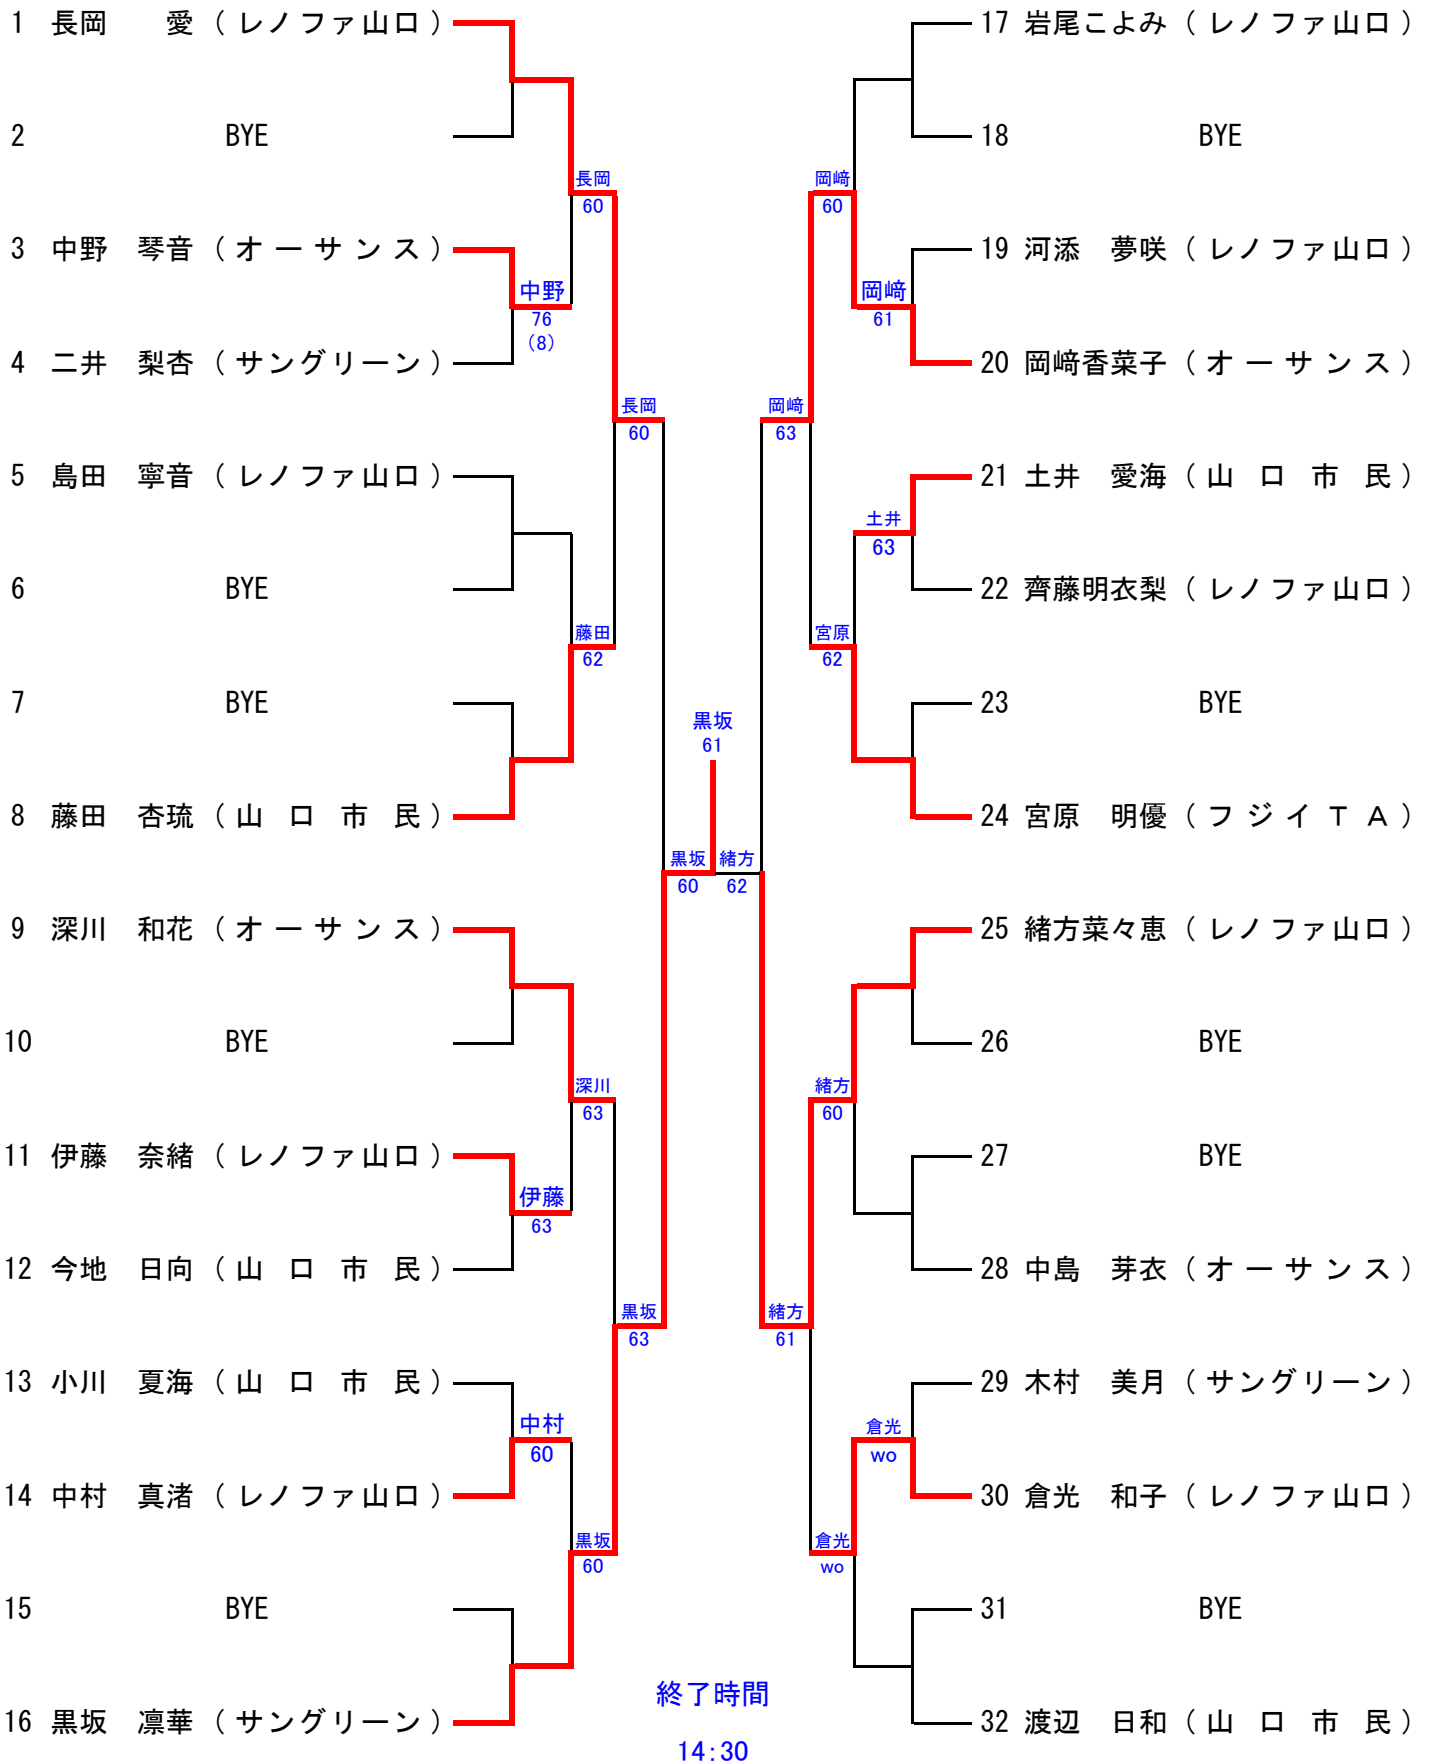 1 長岡　愛 （レノファ山口）
2 BYE
長岡
60
3 中野　琴音 （オーサンス）
中野
76
(8)
4 二井　梨杏 （サングリーン）
長岡
60
5 島田　寧音 （レノファ山口）
6 BYE
藤田
62
7 BYE
8 藤田　杏琉 （山口市民）
黒坂
60
9 深川　和花 （オーサンス）
10 BYE
深川
63
11 伊藤　奈緒 （レノファ山口）
伊藤
63
12 今地　日向 （山口市民）
黒坂
63
13 小川　夏海 （山口市民）
中村
60
14 中村　真渚 （レノファ山口）
黒坂
60
15 BYE
16 黒坂　凛華 （サングリーン）
黒坂
61
17 岩尾こよみ （レノファ山口）
18 BYE
岡﨑
60
19 河添　夢咲 （レノファ山口）
岡﨑
61
20 岡﨑香菜子 （オーサンス）
岡﨑
63
21 土井　愛海 （山口市民）
土井
63
22 齊藤明衣梨 （レノファ山口）
宮原
62
23 BYE
24 宮原　明優 （フジイＴＡ）
緒方
62
25 緒方菜々恵 （レノファ山口）
26 BYE
緒方
60
27 BYE
28 中島　芽衣 （オーサンス）
緒方
61
29 木村　美月 （サングリーン）
倉光
wo
30 倉光　和子 （レノファ山口）
倉光
wo
31 BYE
32 渡辺　日和 （山口市民）
終了時間
14:30